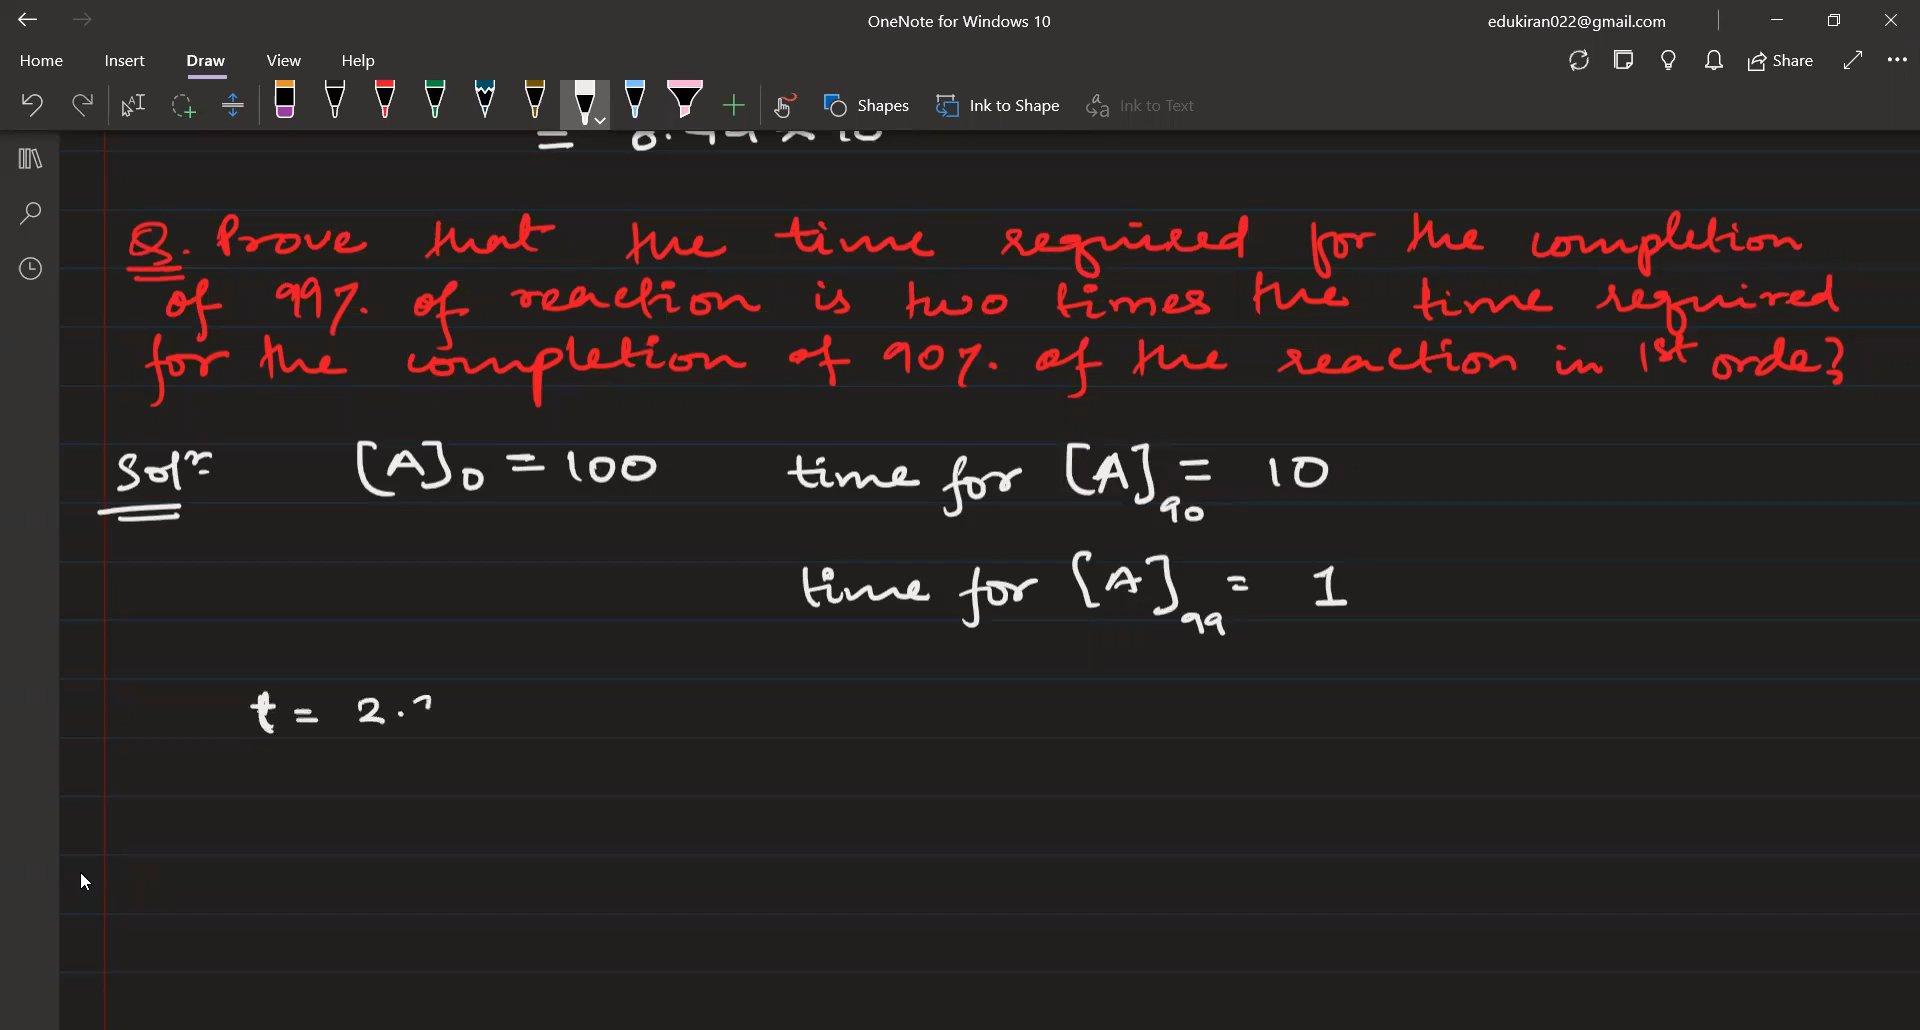 OneNote for Windows 10
edukiran022@gmail.com
Home Insert Draw View Help
Share
Shapes Ink to Shape Ink to Text
Q. Prove that the time required for the completion
of 99%. of reaction is two times the time required
for the completion of 90%. of the reaction in 1st orde?
Solⁿ [A]₀ = 100 time for [A]₉₀ = 10
time for [A]₉₉ = 1
t = 2.